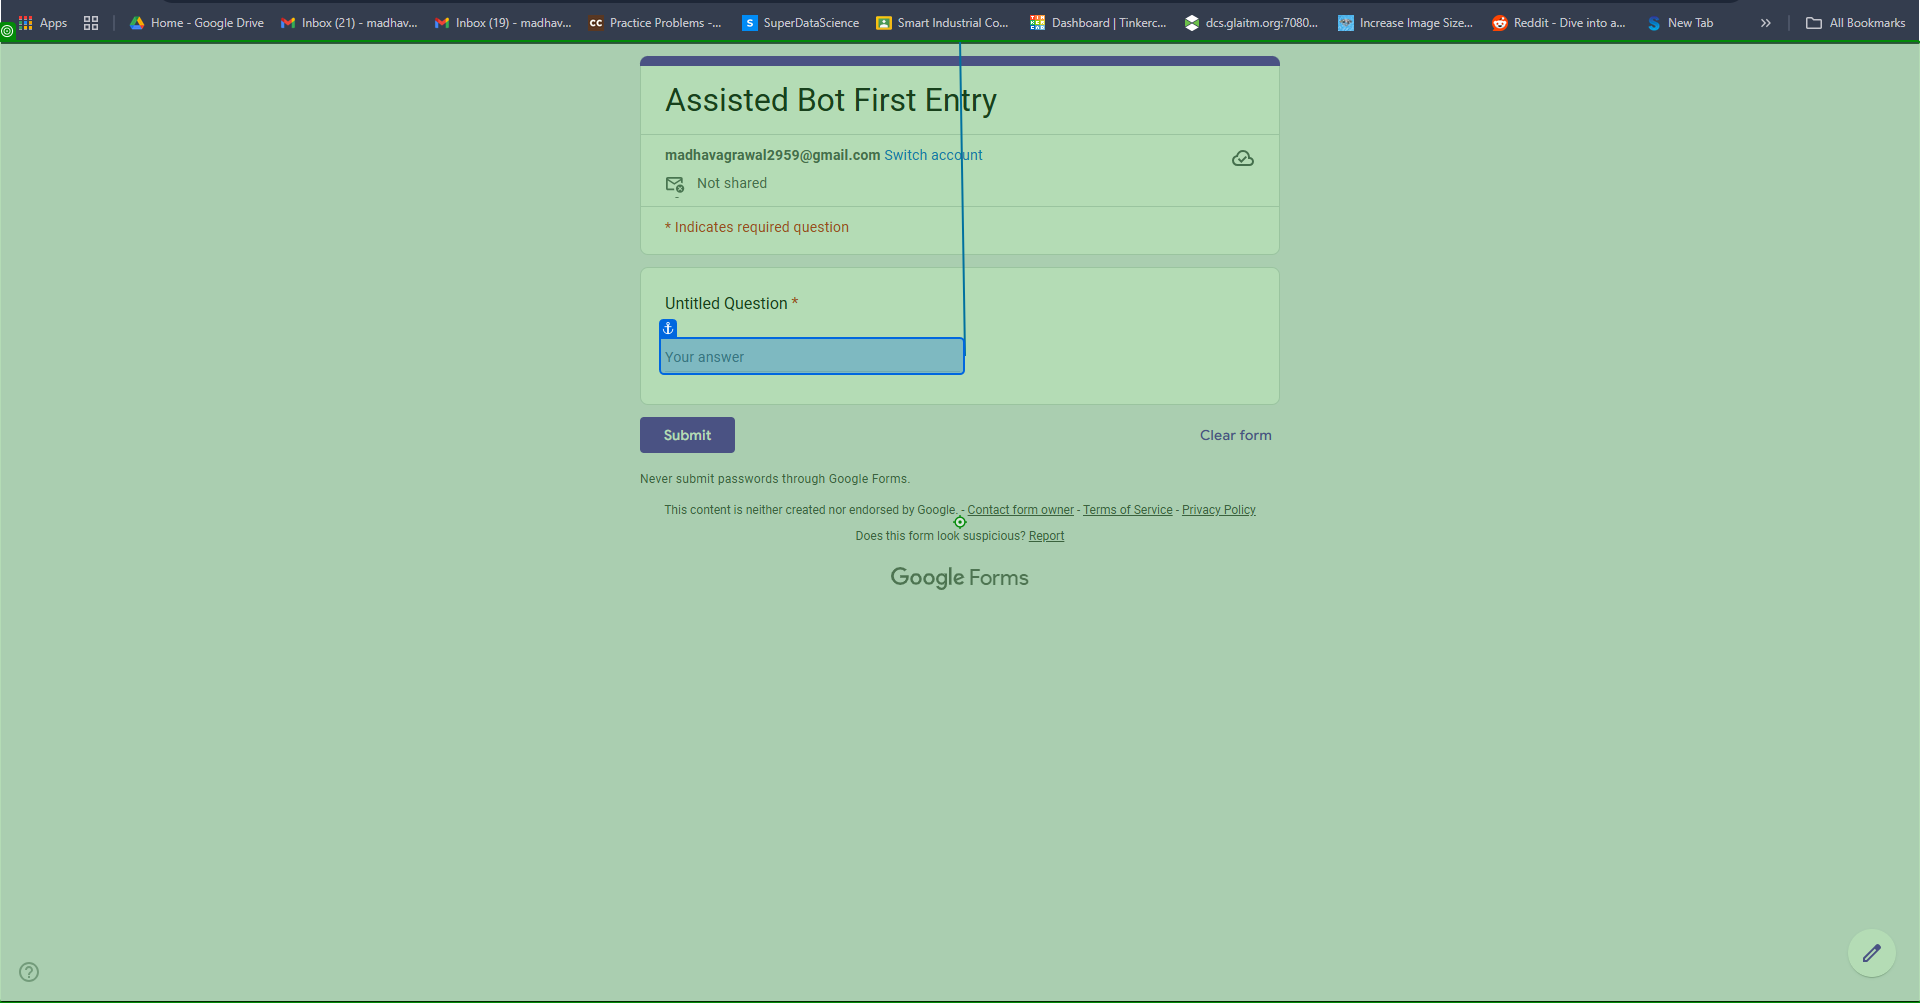 Apps Home - Google Drive Inbox (21) - madhav... Inbox (19) - madhav... CC Practice Problems -... S SuperDataScience Smart Industrial Co... Dashboard | Tinkerc... dcs.glaitm.org:7080... Increase Image Size... Reddit - Dive into a... S New Tab » All Bookmarks
Assisted Bot First Entry
madhavagrawal2959@gmail.com Switch account
Not shared
* Indicates required question
Untitled Question *
Your answer
Submit Clear form
Never submit passwords through Google Forms.
This content is neither created nor endorsed by Google. - Contact form owner - Terms of Service - Privacy Policy
Does this form look suspicious? Report
Google Forms